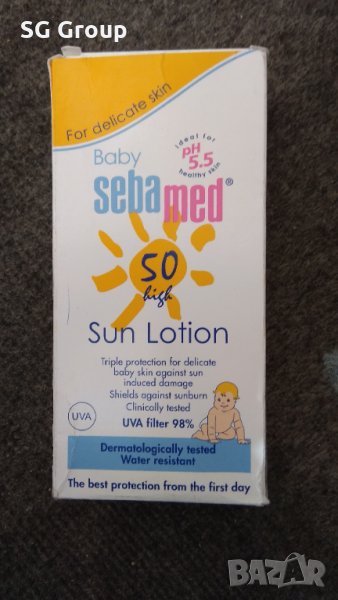 SG Group
For delicate skin
Baby
ideal for
pH
5.5
healthy skin
sebamed®
50
high
Sun Lotion
Triple protection for delicate
baby skin against sun
induced damage
Shields against sunburn
Clinically tested
UVA
UVA filter 98%
Dermatologically tested
Water resistant
The best protection from the first day
BAZAR